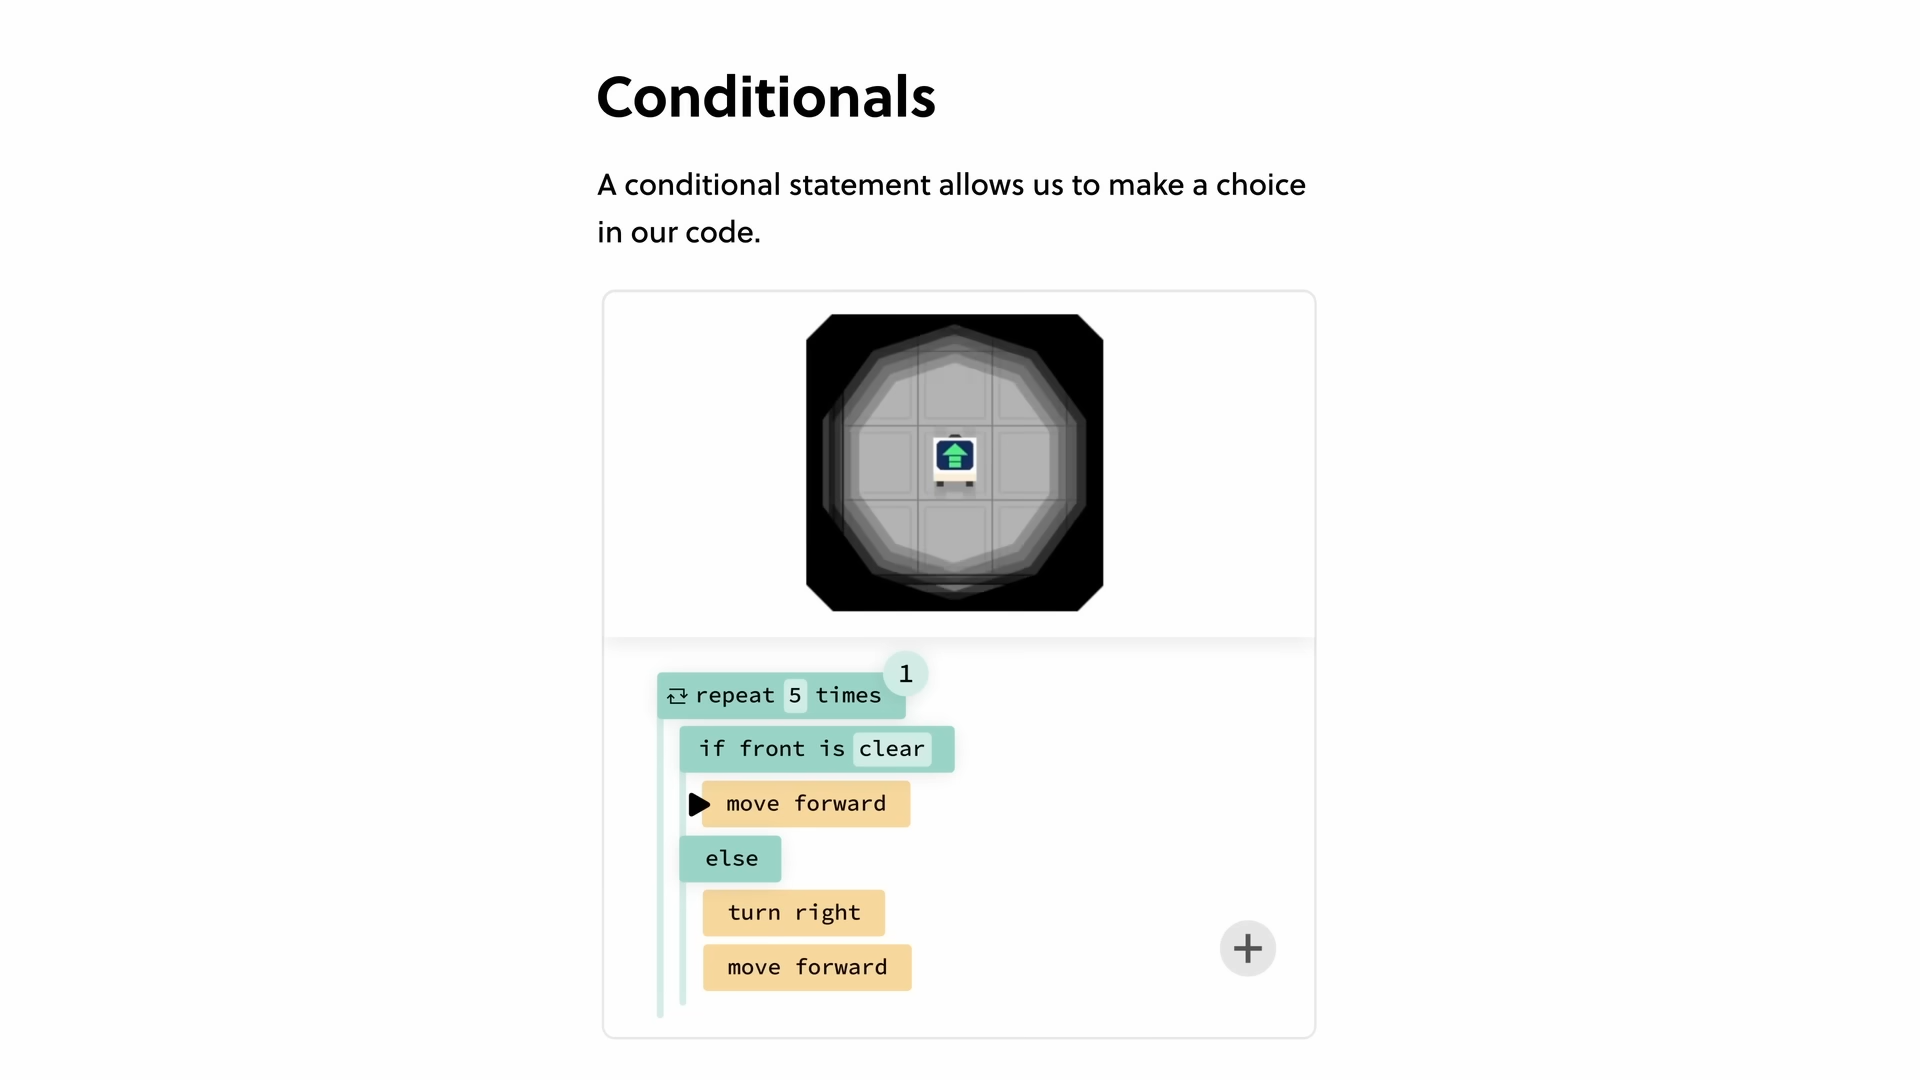 Conditionals
A conditional statement allows us to make a choice
in our code.
1
repeat 5 times
if front is clear
move forward
else
turn right
move forward